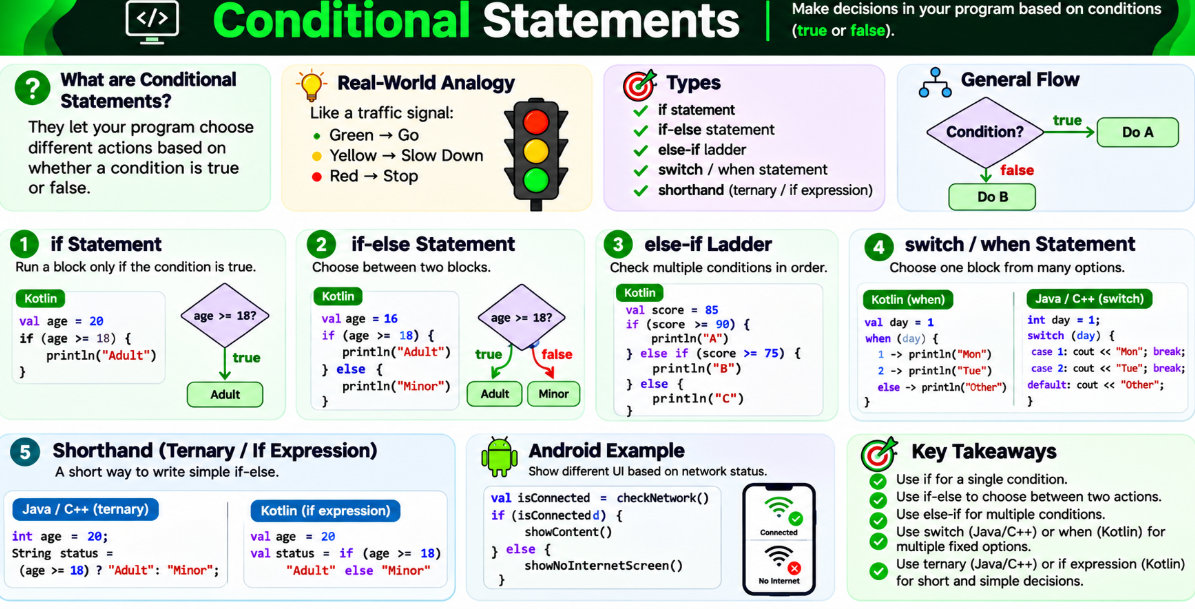 </>
Conditional Statements
Make decisions in your program based on conditions
(true or false).
?
What are Conditional
Statements?
They let your program choose
different actions based on
whether a condition is true
or false.
Real-World Analogy
Like a traffic signal:
Green → Go
Yellow → Slow Down
Red → Stop
Types
if statement
if-else statement
else-if ladder
switch / when statement
shorthand (ternary / if expression)
General Flow
Condition?
true
Do A
false
Do B
1 if Statement
Run a block only if the condition is true.
Kotlin
val age = 20
if (age >= 18) {
println("Adult")
}
age >= 18?
true
Adult
2 if-else Statement
Choose between two blocks.
Kotlin
val age = 16
if (age >= 18) {
println("Adult")
} else {
println("Minor")
}
age >= 18?
true
false
Adult
Minor
3 else-if Ladder
Check multiple conditions in order.
Kotlin
val score = 85
if (score >= 90) {
println("A")
} else if (score >= 75) {
println("B")
} else {
println("C")
}
4 switch / when Statement
Choose one block from many options.
Kotlin (when)
val day = 1
when (day) {
1 -> println("Mon")
2 -> println("Tue")
else -> println("Other")
}
Java / C++ (switch)
int day = 1;
switch (day) {
case 1: cout << "Mon"; break;
case 2: cout << "Tue"; break;
default: cout << "Other";
}
5 Shorthand (Ternary / If Expression)
A short way to write simple if-else.
Java / C++ (ternary)
int age = 20;
String status =
(age >= 18) ? "Adult": "Minor";
Kotlin (if expression)
val age = 20
val status = if (age >= 18)
"Adult" else "Minor"
Android Example
Show different UI based on network status.
val isConnected = checkNetwork()
if (isConnectedd) {
showContent()
} else {
showNoInternetScreen()
}
Connected
No Internet
Key Takeaways
Use if for a single condition.
Use if-else to choose between two actions.
Use else-if for multiple conditions.
Use switch (Java/C++) or when (Kotlin) for
multiple fixed options.
Use ternary (Java/C++) or if expression (Kotlin)
for short and simple decisions.